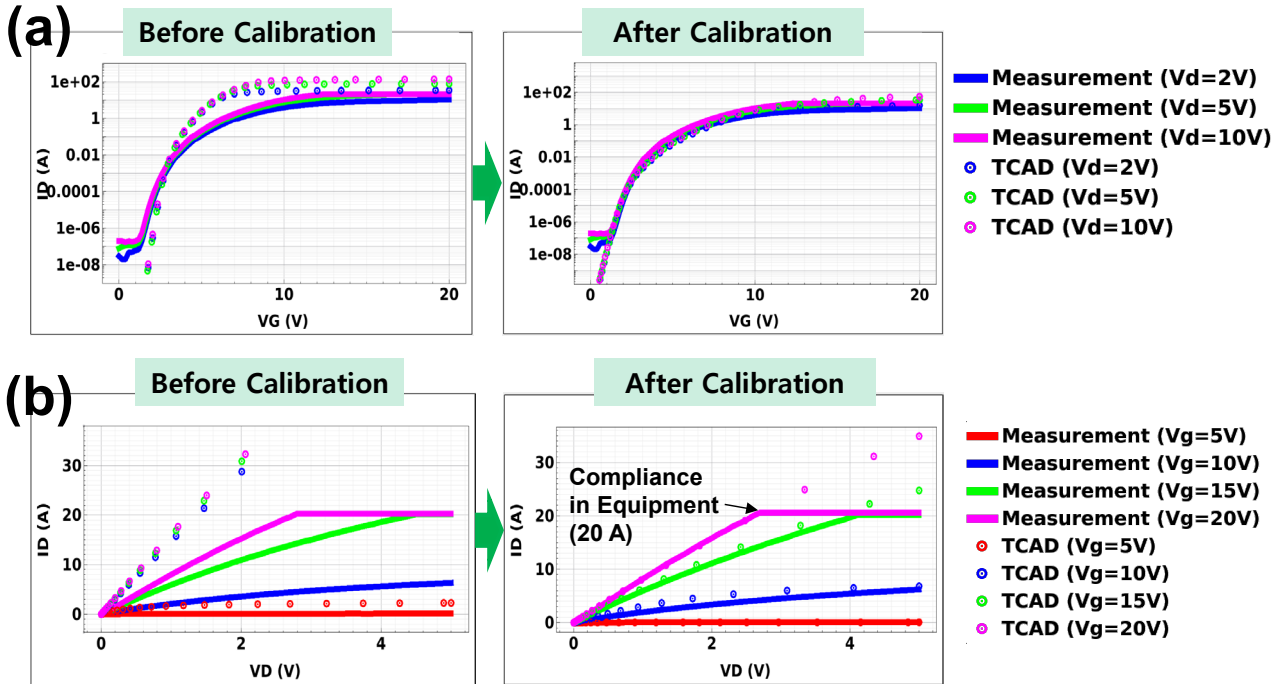 (a)
Before Calibration
After Calibration
1e+02
1
0.01
0.0001
1e-06
1e-08
ID (A)
0
10
20
VG (V)
1e+02
1
0.01
0.0001
1e-06
1e-08
ID (A)
0
10
20
VG (V)
Measurement (Vd=2V)
Measurement (Vd=5V)
Measurement (Vd=10V)
TCAD (Vd=2V)
TCAD (Vd=5V)
TCAD (Vd=10V)
(b)
Before Calibration
After Calibration
30
20
10
0
ID (A)
0
2
4
VD (V)
30
20
10
0
ID (A)
Compliance
in Equipment
(20 A)
0
2
4
VD (V)
Measurement (Vg=5V)
Measurement (Vg=10V)
Measurement (Vg=15V)
Measurement (Vg=20V)
TCAD (Vg=5V)
TCAD (Vg=10V)
TCAD (Vg=15V)
TCAD (Vg=20V)